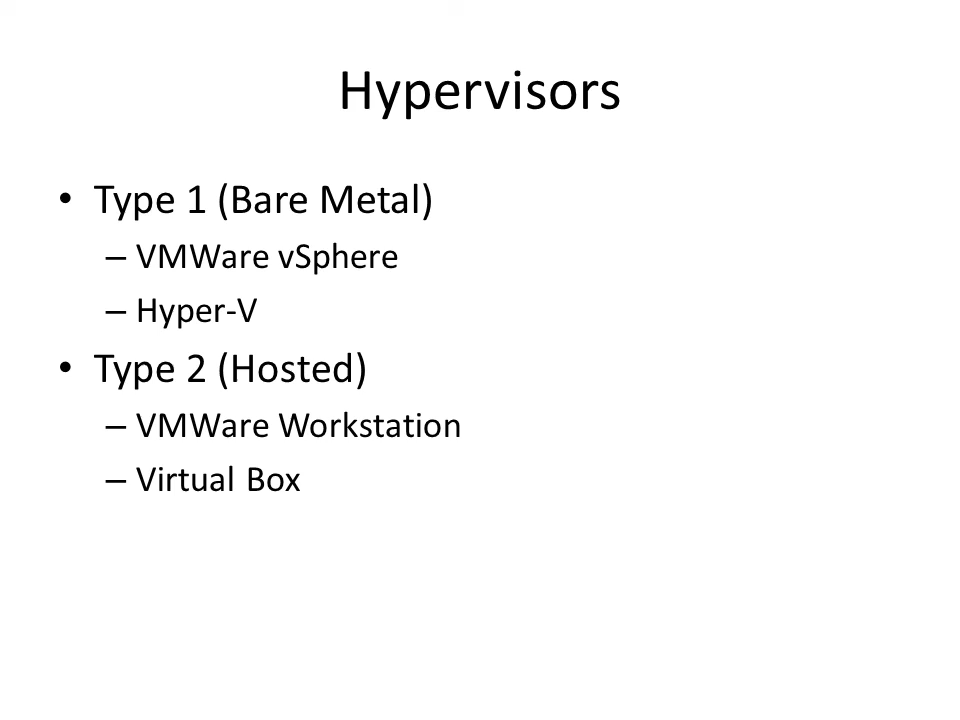 Hypervisors
• Type 1 (Bare Metal)
– VMWare vSphere
– Hyper-V
• Type 2 (Hosted)
– VMWare Workstation
– Virtual Box